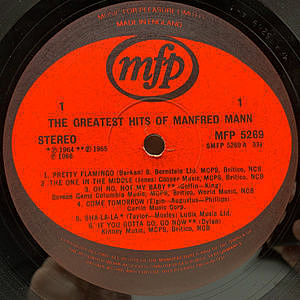 MUSIC FOR PLEASURE LIMITED
MADE IN ENGLAND
mfp
1 1
THE GREATEST HITS OF MANFRED MANN
STEREO MFP 5269
℗ *1964 **℗ 1965 SMFP 5269 A 33⅓
℗ 1966
1. PRETTY FLAMINGO (Barkan) B. Bernstein Ltd. MCPS, Britico, NCB
2. THE ONE IN THE MIDDLE (Jones) Cooper Music, MCPS, Britico, NCB
3. OH NO, NOT MY BABY ** (Goffin-King)
Screen Gems Columbia Music, MCPS, Britico, World Music, NCB
4. COME TOMORROW (Elgin-Augustus-Phillips)
Carlin Music Corp.
5. SHA-LA-LA * (Taylor-Mosley) Ludix Music Ltd.
6. IF YOU GOTTA GO, GO NOW ** (Dylan)
Kinney Music, MCPS, Britico, NCB